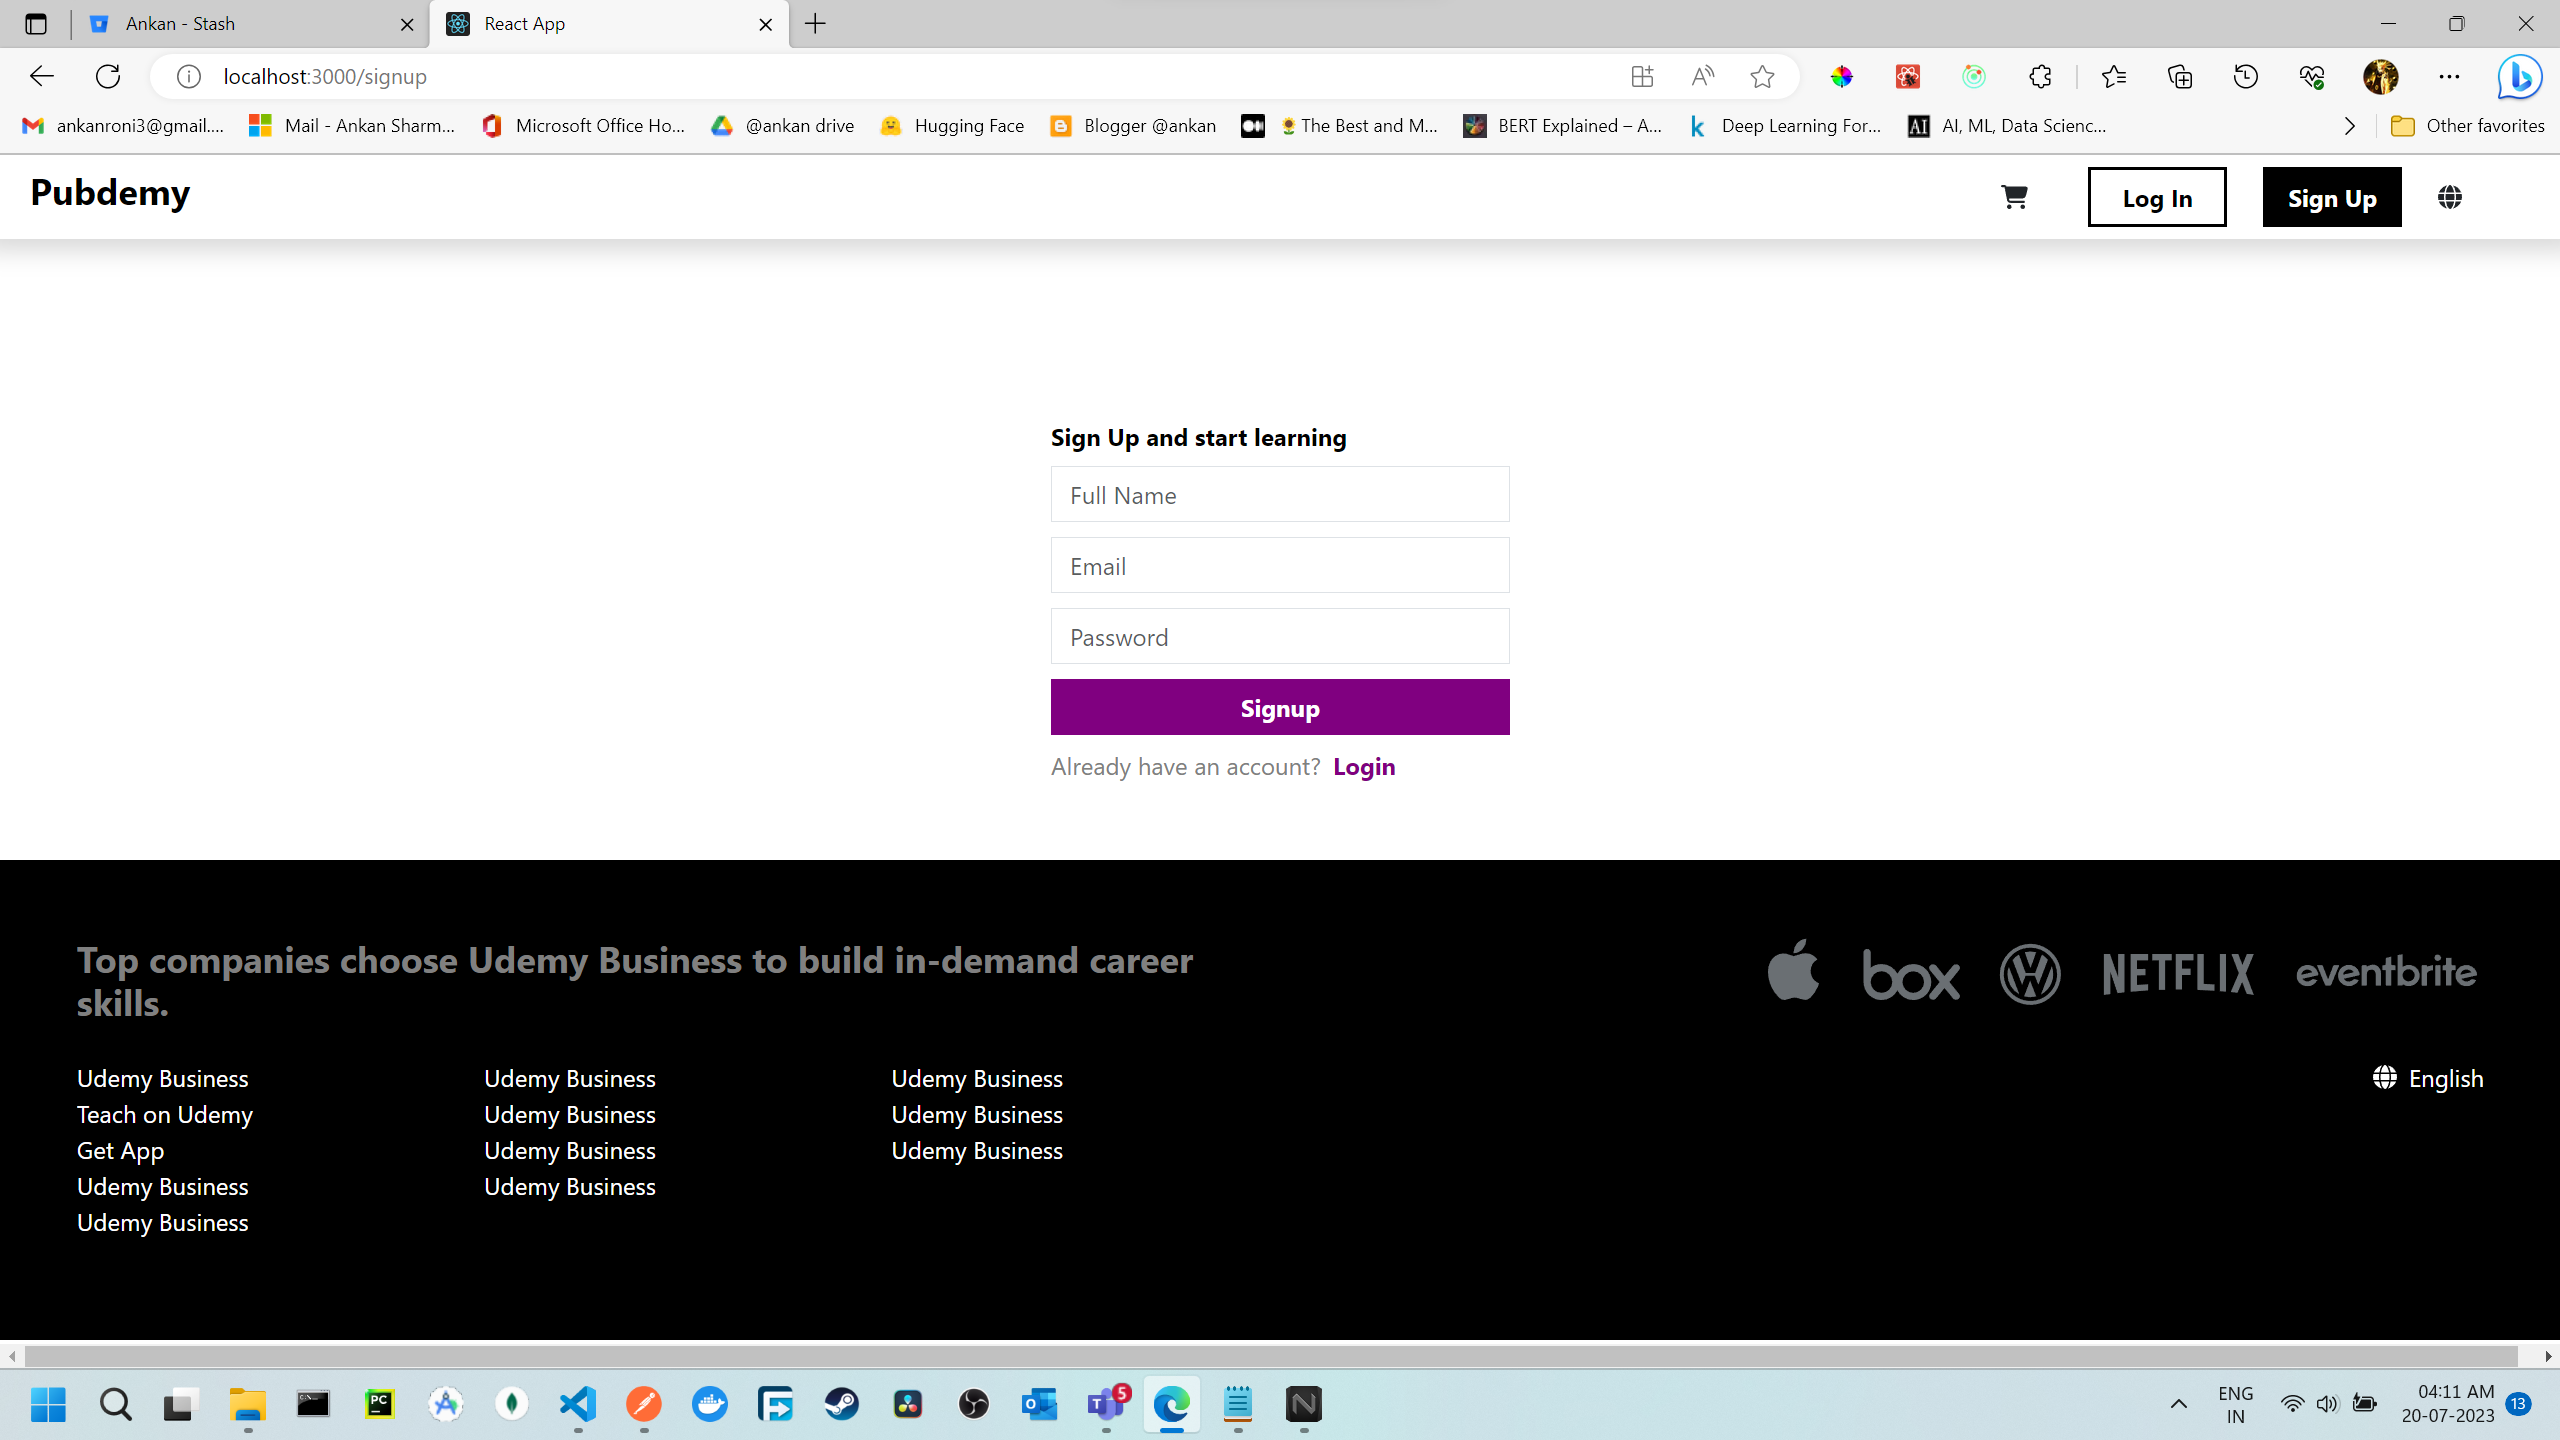 Ankan - Stash
React App
localhost:3000/signup
ankanroni3@gmail....
Mail - Ankan Sharm...
Microsoft Office Ho...
@ankan drive
Hugging Face
Blogger @ankan
The Best and M...
BERT Explained – A...
Deep Learning For...
AI, ML, Data Scienc...
Other favorites
Pubdemy
Log In
Sign Up
Sign Up and start learning
Full Name
Email
Password
Signup
Already have an account? Login
Top companies choose Udemy Business to build in-demand career
skills.
box
NETFLIX
eventbrite
Udemy Business
Teach on Udemy
Get App
Udemy Business
Udemy Business
Udemy Business
Udemy Business
Udemy Business
Udemy Business
Udemy Business
Udemy Business
Udemy Business
English
5
ENG
IN
04:11 AM
20-07-2023
13